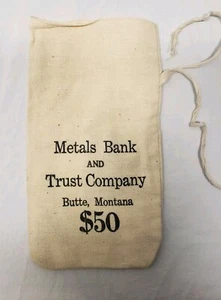 Metals Bank
AND
Trust Company
Butte, Montana
$50